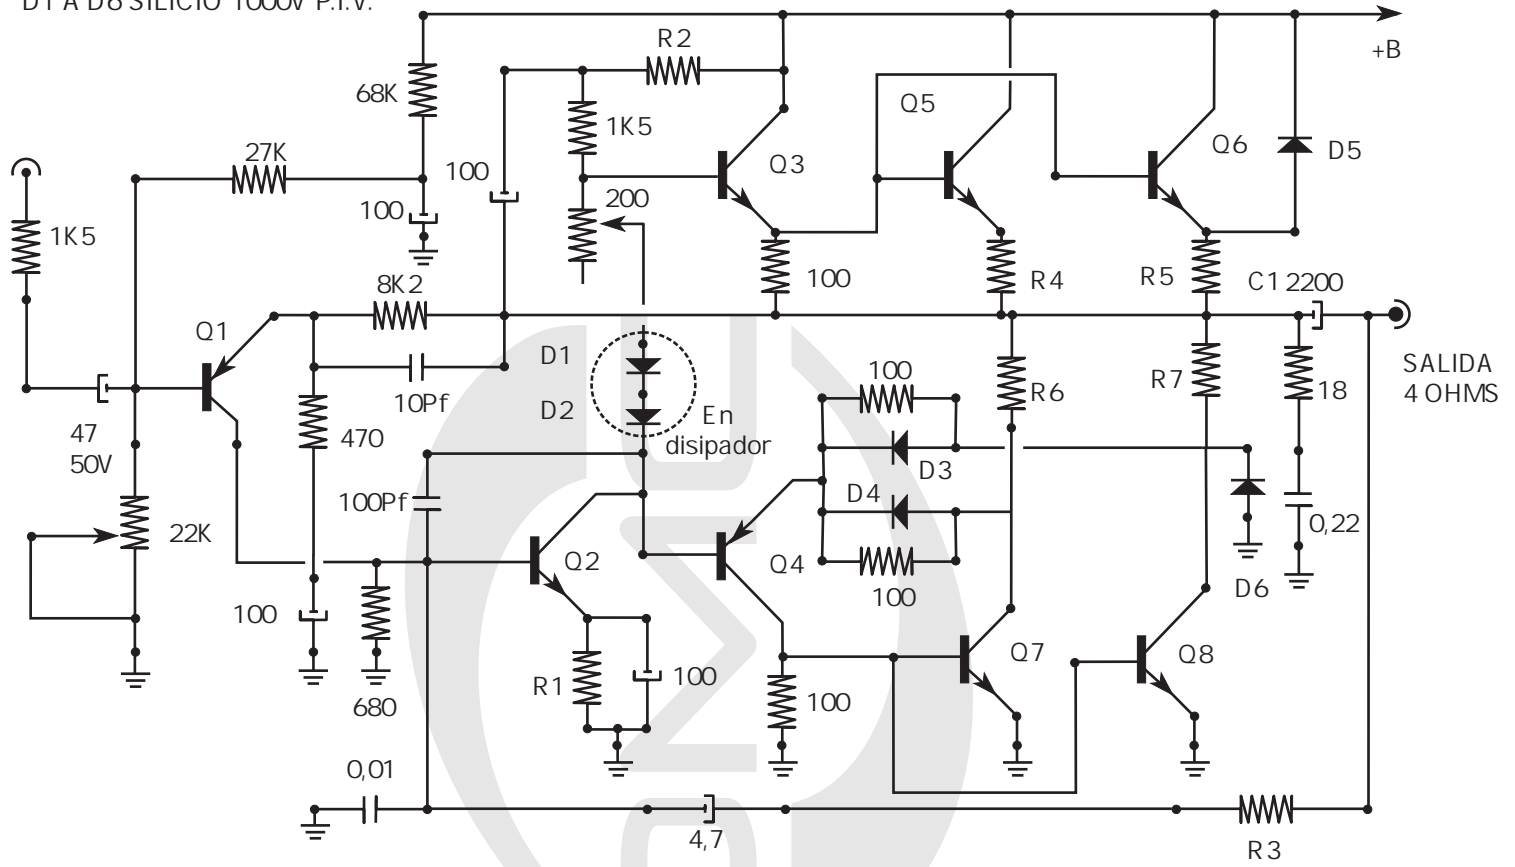 D1 A D6 SILICIO 1000V P.I.V.
+B
R2
68K
1K5
Q5
Q6
D5
27K
100
Q3
100
200
1K5
8K2
100
R4
R5
C1 2200
Q1
D1
D2
10Pf
En
disipador
100
R6
R7
18
SALIDA
4 OHMS
47
50V
470
D3
D4
100Pf
22K
0,22
Q2
Q4
100
D6
100
R1
100
680
100
Q7
Q8
0,01
4,7
R3